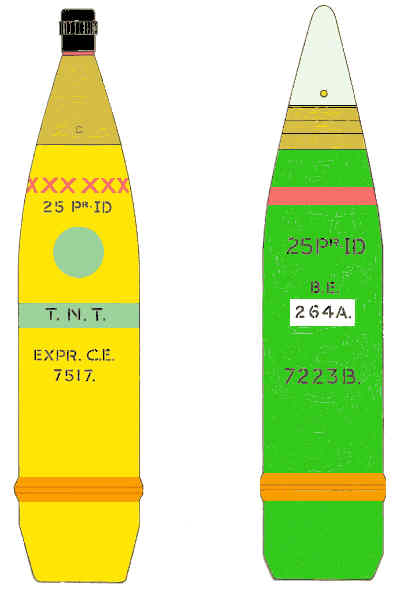 C
XXX XXX
25 PR. ID
T. N. T.
EXPR. C.E.
7517.
25 PR ID
B.E.
264A.
7223B.